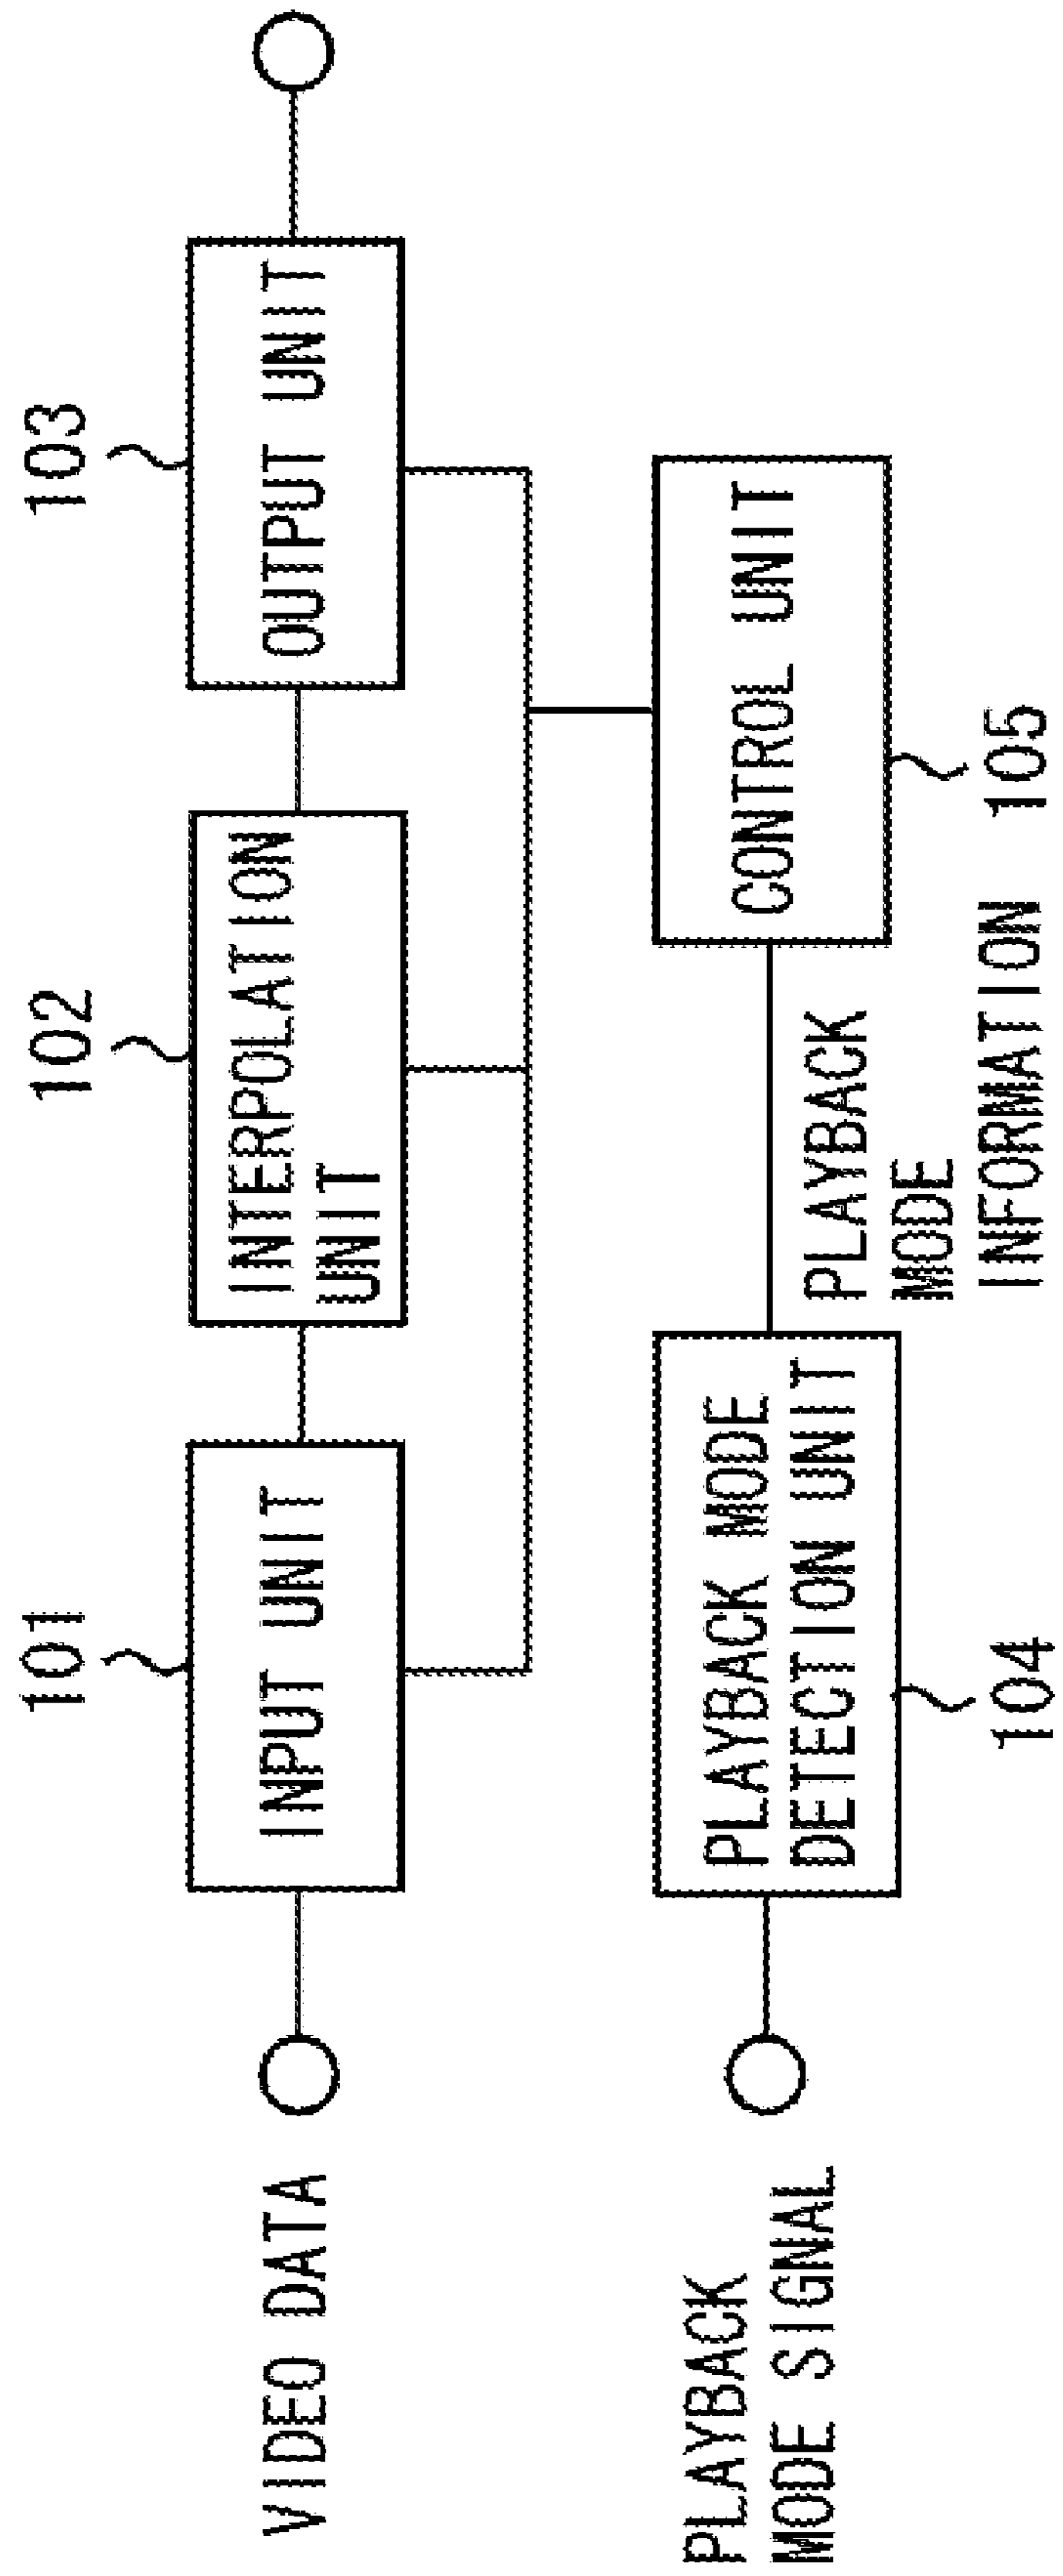 101
102
103
VIDEO DATA
INPUT UNIT
INTERPOLATION
UNIT
OUTPUT UNIT
PLAYBACK
MODE SIGNAL
PLAYBACK MODE
DETECTION UNIT
PLAYBACK
MODE
INFORMATION
CONTROL UNIT
104
105